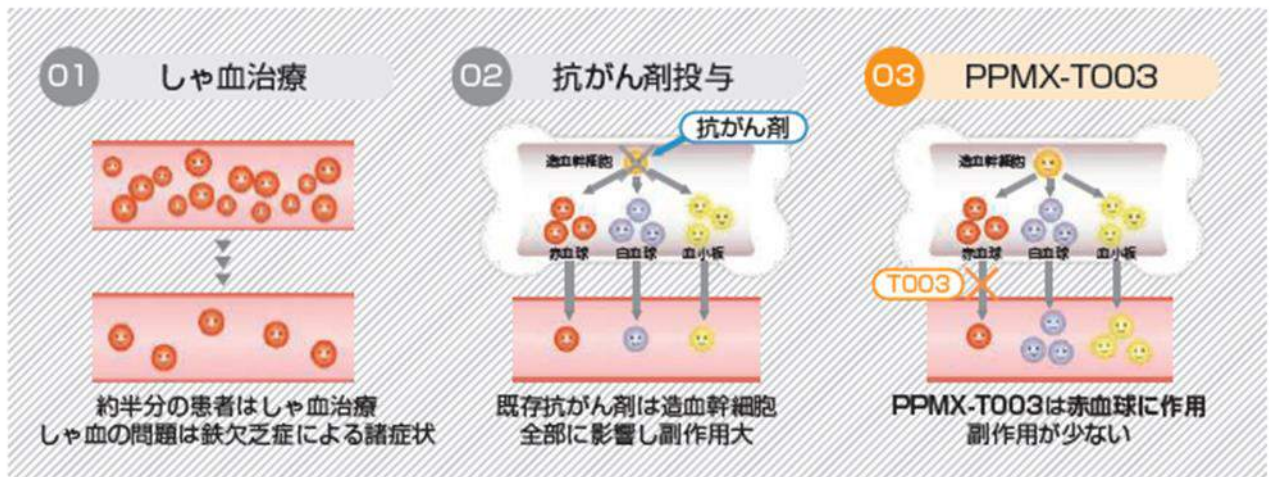 01 しゃ血治療
約半分の患者はしゃ血治療
しゃ血の問題は鉄欠乏症による諸症状
02 抗がん剤投与
抗がん剤
造血幹細胞
赤血球 白血球 血小板
既存抗がん剤は造血幹細胞
全部に影響し副作用大
03 PPMX-T003
造血幹細胞
赤血球 白血球 血小板
T003
PPMX-T003は赤血球に作用
副作用が少ない